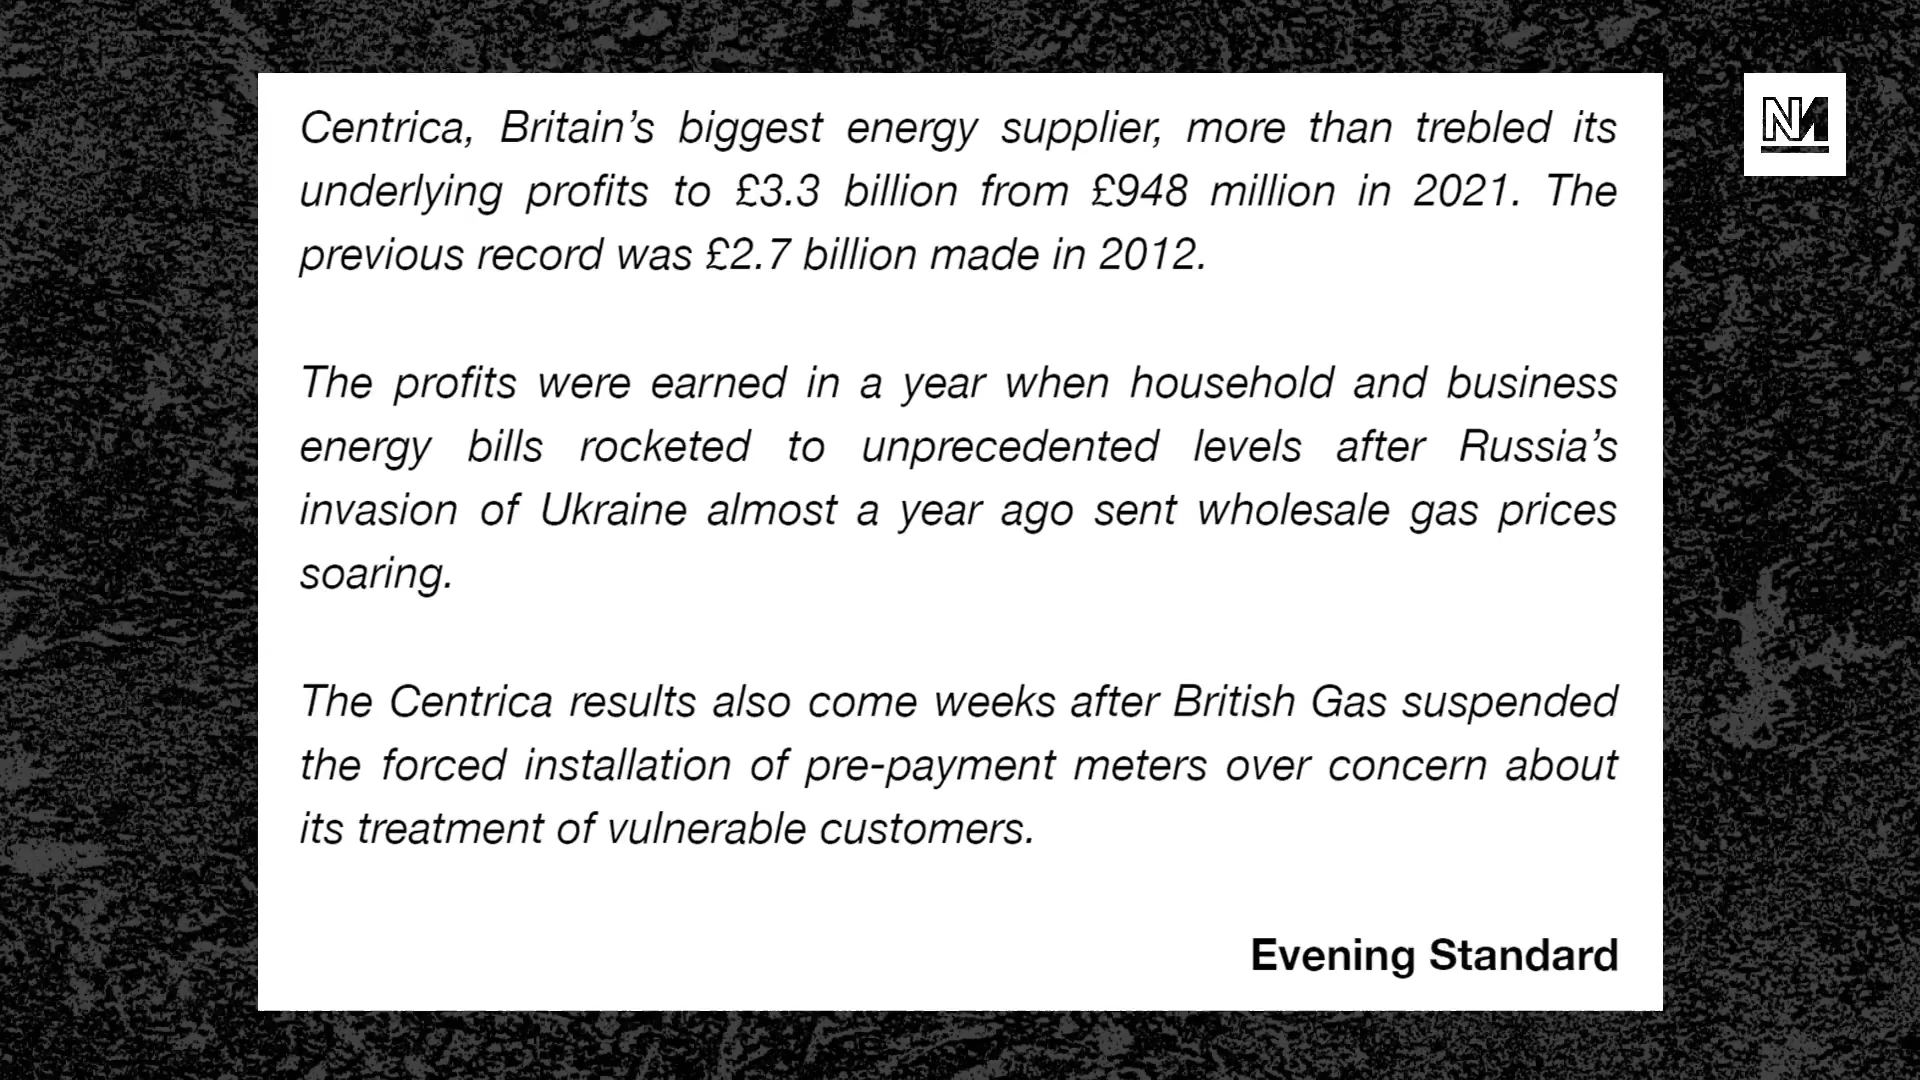 Centrica, Britain’s biggest energy supplier, more than trebled its
underlying profits to £3.3 billion from £948 million in 2021. The
previous record was £2.7 billion made in 2012.
The profits were earned in a year when household and business
energy bills rocketed to unprecedented levels after Russia’s
invasion of Ukraine almost a year ago sent wholesale gas prices
soaring.
The Centrica results also come weeks after British Gas suspended
the forced installation of pre-payment meters over concern about
its treatment of vulnerable customers.
Evening Standard
NM